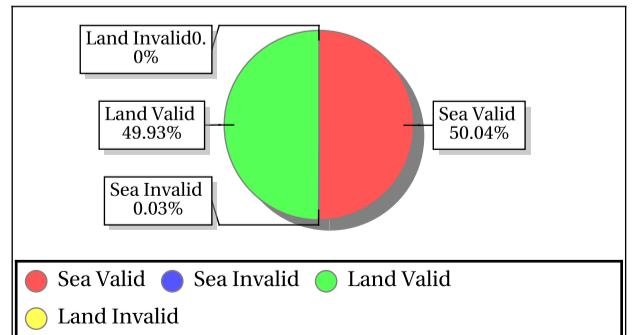 Land Invalid0.
0%
Land Valid
49.93%
Sea Valid
50.04%
Sea Invalid
0.03%
Sea Valid Sea Invalid Land Valid
Land Invalid